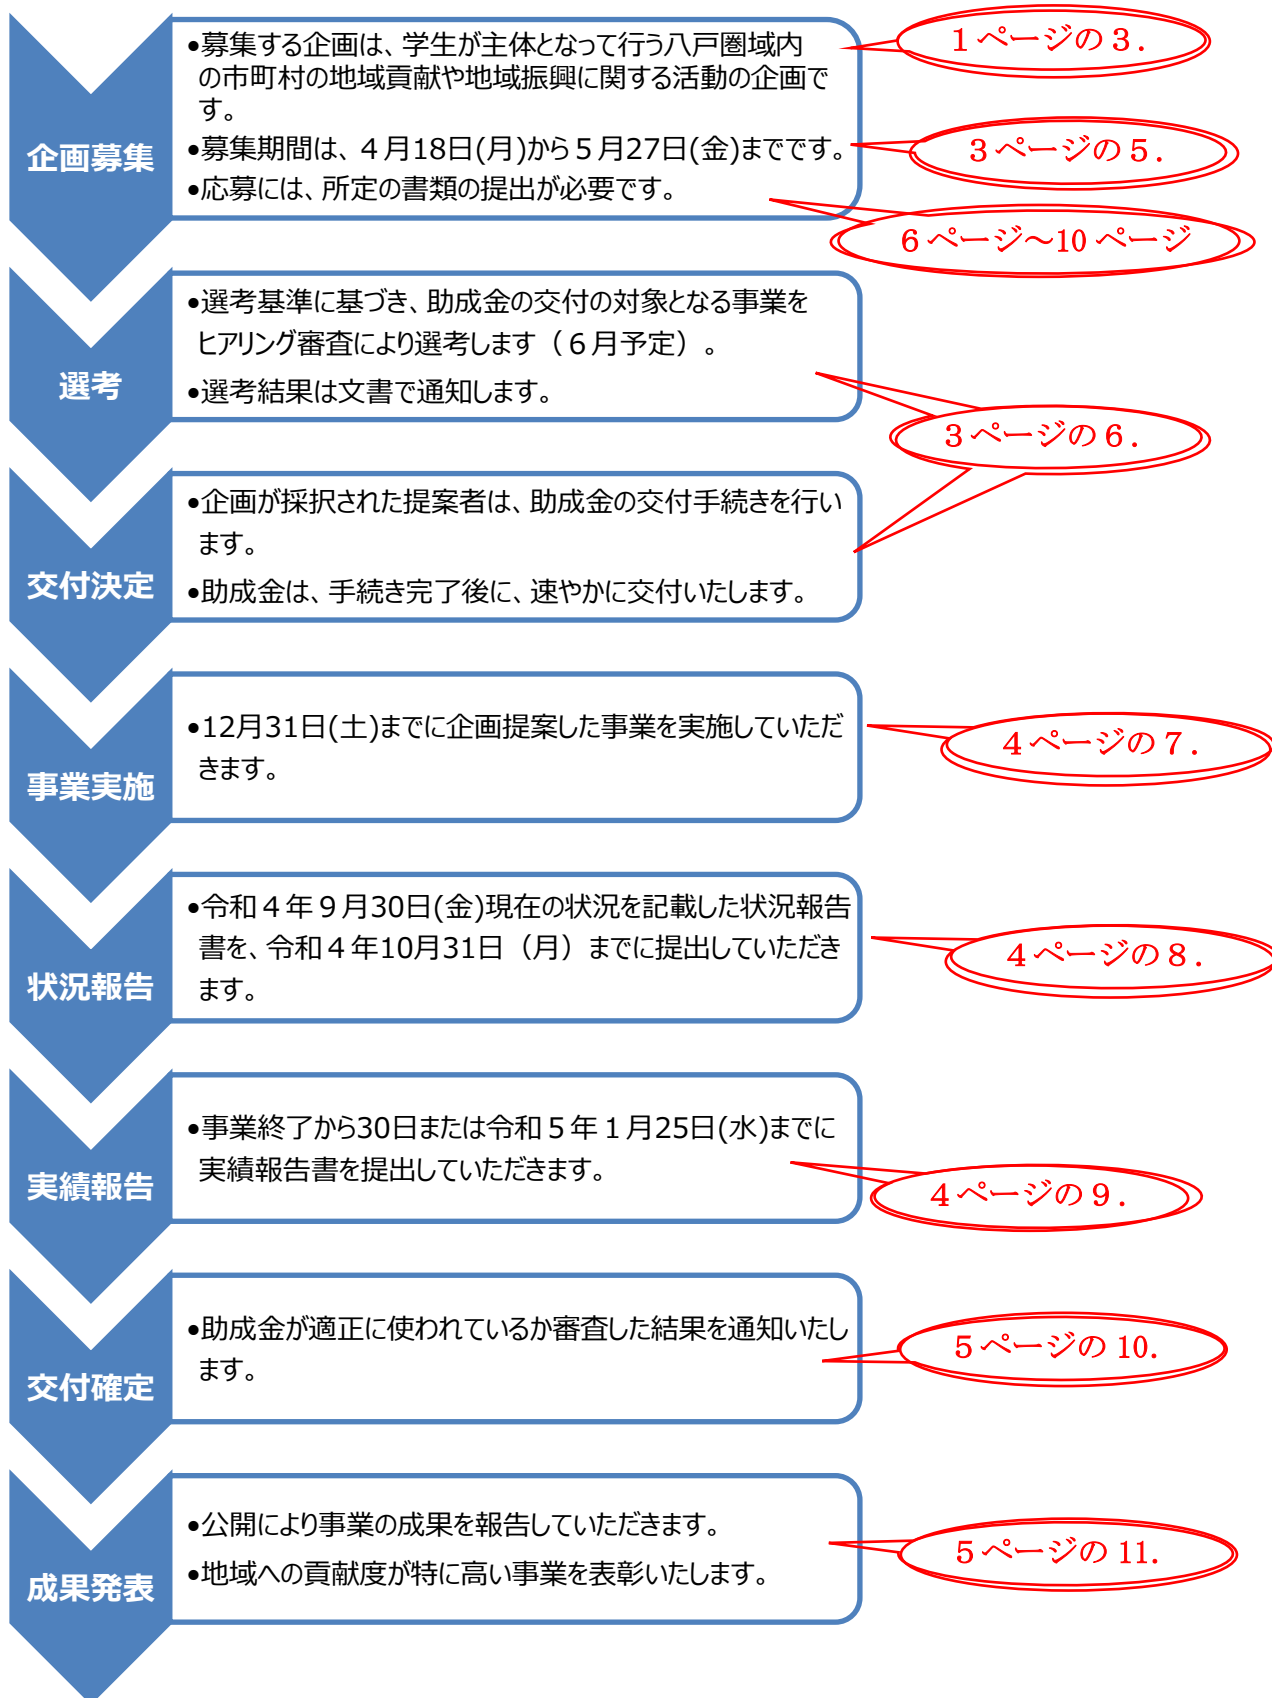 企画募集
•募集する企画は、学生が主体となって行う八戸圏域内
の市町村の地域貢献や地域振興に関する活動の企画で
す。
•募集期間は、４月18日(月)から５月27日(金)までです。
•応募には、所定の書類の提出が必要です。
１ページの３．
３ページの５．
６ページ～10 ページ
選考
•選考基準に基づき、助成金の交付の対象となる事業を
ヒアリング審査により選考します（６月予定）。
•選考結果は文書で通知します。
３ページの６．
交付決定
•企画が採択された提案者は、助成金の交付手続きを行い
ます。
•助成金は、手続き完了後に、速やかに交付いたします。
事業実施
•12月31日(土)までに企画提案した事業を実施していただ
きます。
４ページの７．
状況報告
•令和４年９月30日(金)現在の状況を記載した状況報告
書を、令和４年10月31日（月）までに提出していただき
ます。
４ページの８．
実績報告
•事業終了から30日または令和５年１月25日(水)までに
実績報告書を提出していただきます。
４ページの９．
交付確定
•助成金が適正に使われているか審査した結果を通知いたし
ます。
５ページの 10．
成果発表
•公開により事業の成果を報告していただきます。
•地域への貢献度が特に高い事業を表彰いたします。
５ページの 11．